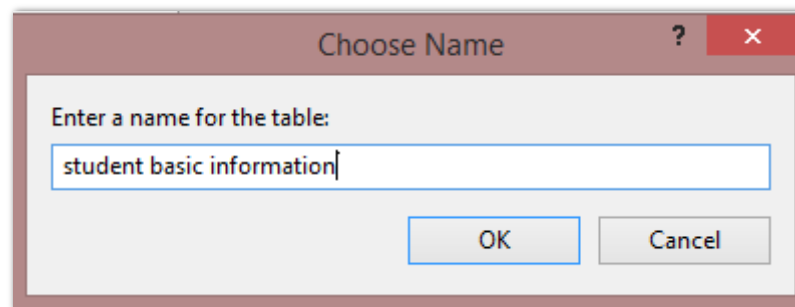 Choose Name
?
Enter a name for the table:
student basic information
OK Cancel